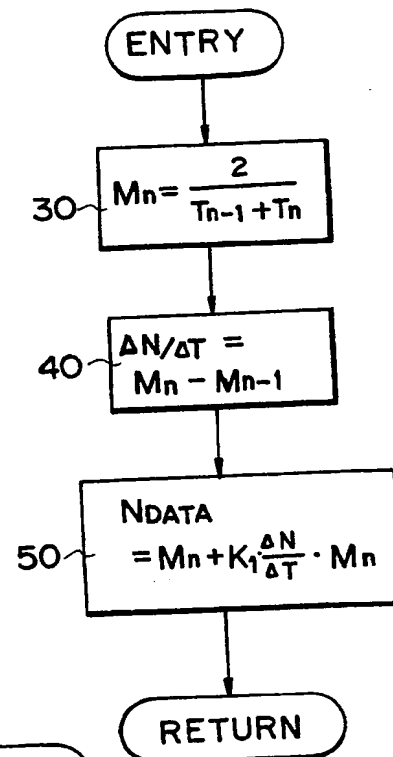 ENTRY
30
Mn = 2 / (Tn-1 + Tn)
40
ΔN/ΔT =
Mn - Mn-1
50
NDATA
= Mn + K1 · ΔN/ΔT · Mn
RETURN